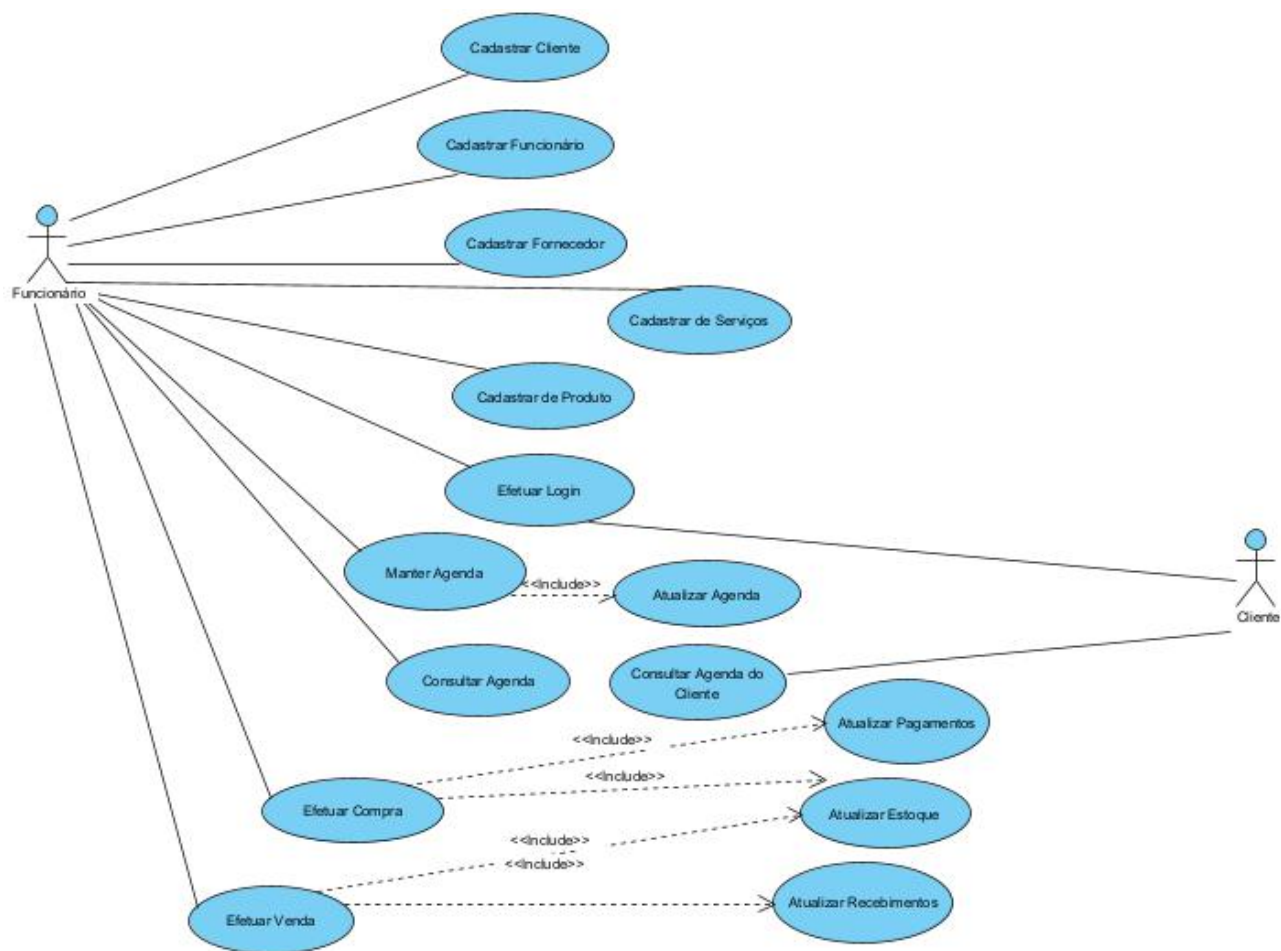 Cadastrar Cliente
Cadastrar Funcionário
Cadastrar Fornecedor
Funcionário
Cadastrar de Serviços
Cadastrar de Produto
Efetuar Login
Manter Agenda
<<Include>>
Atualizar Agenda
Cliente
Consultar Agenda
Consultar Agenda do
Cliente
Atualizar Pagamentos
<<Include>>
<<Include>>
Efetuar Compra
Atualizar Estoque
<<Include>>
<<Include>>
Efetuar Venda
Atualizar Recebimentos